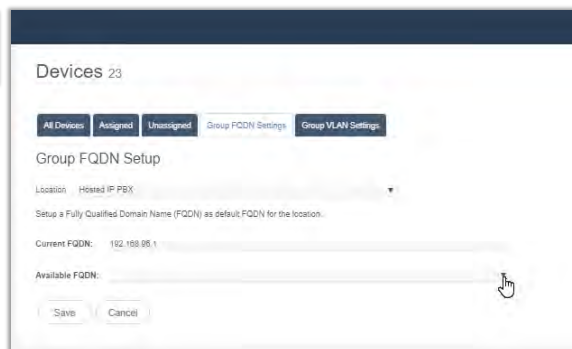 Devices 23
All Devices Assigned Unassigned Group FQDN Settings Group VLAN Settings
Group FQDN Setup
Location Hosted IP PBX
Setup a Fully Qualified Domain Name (FQDN) as default FQDN for the location.
Current FQDN: 192.168.96.1
Available FQDN:
Save Cancel